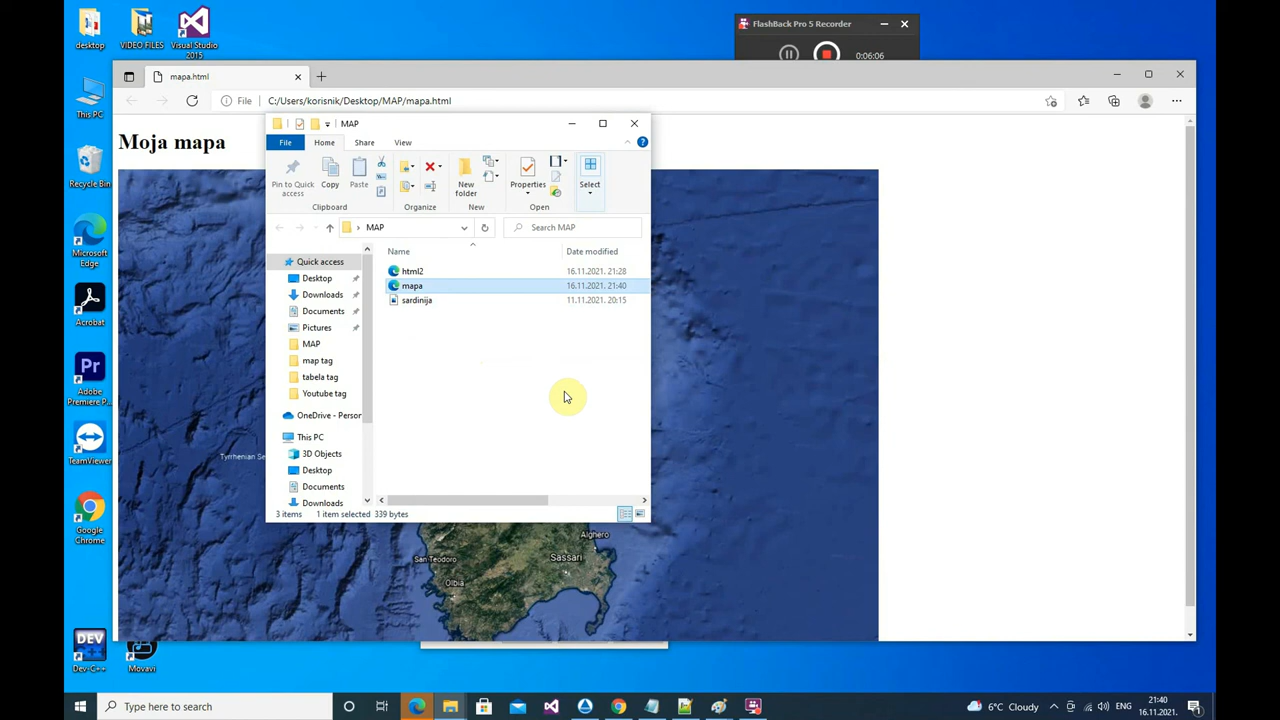 desktop
VIDEO FILES
Visual Studio
2015
FlashBack Pro 5 Recorder
0:06:06
mapa.html
File
C:/Users/korisnik/Desktop/MAP/mapa.html
This PC
Recycle Bin
Microsoft
Edge
Acrobat
Adobe
Premiere P...
TeamViewer
Google
Chrome
DEV
Dev-C++
Movavi
Moja mapa
MAP
File
Home
Share
View
Pin to Quick
access
Copy
Paste
New
folder
Properties
Select
Clipboard
Organize
New
Open
MAP
Search MAP
Name
Date modified
Quick access
Desktop
Downloads
Documents
Pictures
MAP
map tag
tabela tag
Youtube tag
OneDrive - Person
This PC
3D Objects
Desktop
Documents
Downloads
html2
16.11.2021. 21:28
mapa
16.11.2021. 21:40
sardinija
11.11.2021. 20:15
3 items
1 item selected
339 bytes
Tyrrhenian Se
Alghero
San Teodoro
Sassari
Olbia
Type here to search
6°C Cloudy
ENG
21:40
16.11.2021.
1